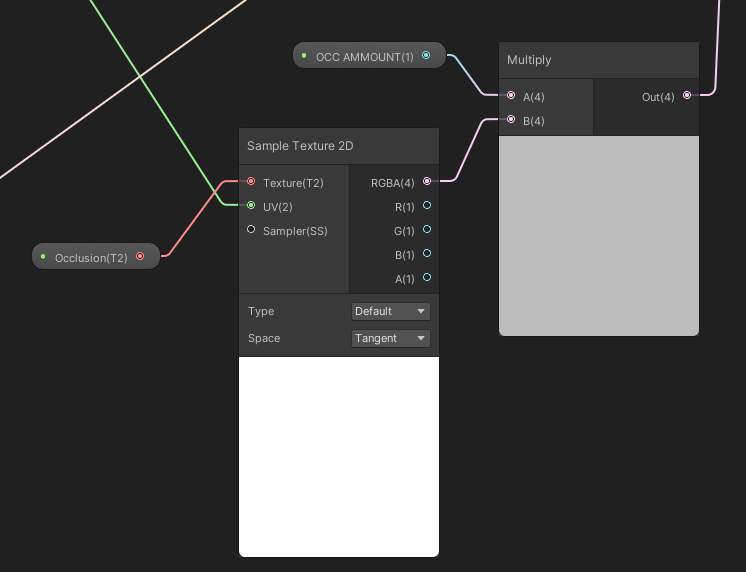 OCC AMMOUNT(1)
Multiply
A(4)
Out(4)
B(4)
Sample Texture 2D
Texture(T2)
RGBA(4)
UV(2)
R(1)
Sampler(SS)
G(1)
B(1)
A(1)
Occlusion(T2)
Type
Default
Space
Tangent